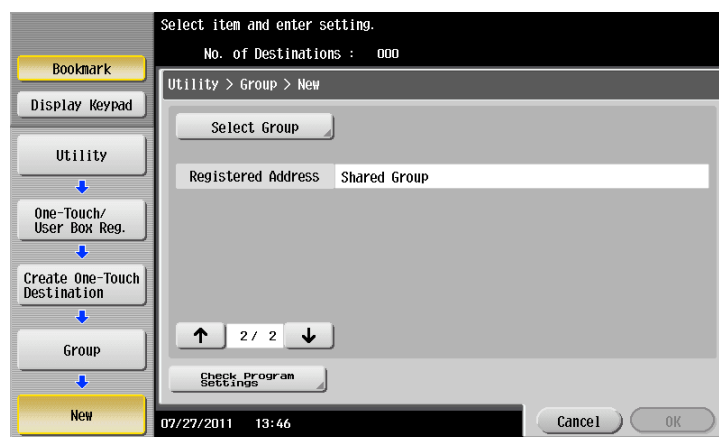 Select item and enter setting.
No. of Destinations : 000
Bookmark
Display Keypad
Utility
One-Touch/
User Box Reg.
Create One-Touch
Destination
Group
New
Utility > Group > New
Select Group
Registered Address Shared Group
↑ 2/ 2 ↓
Check Program
Settings
07/27/2011 13:46
Cancel
OK